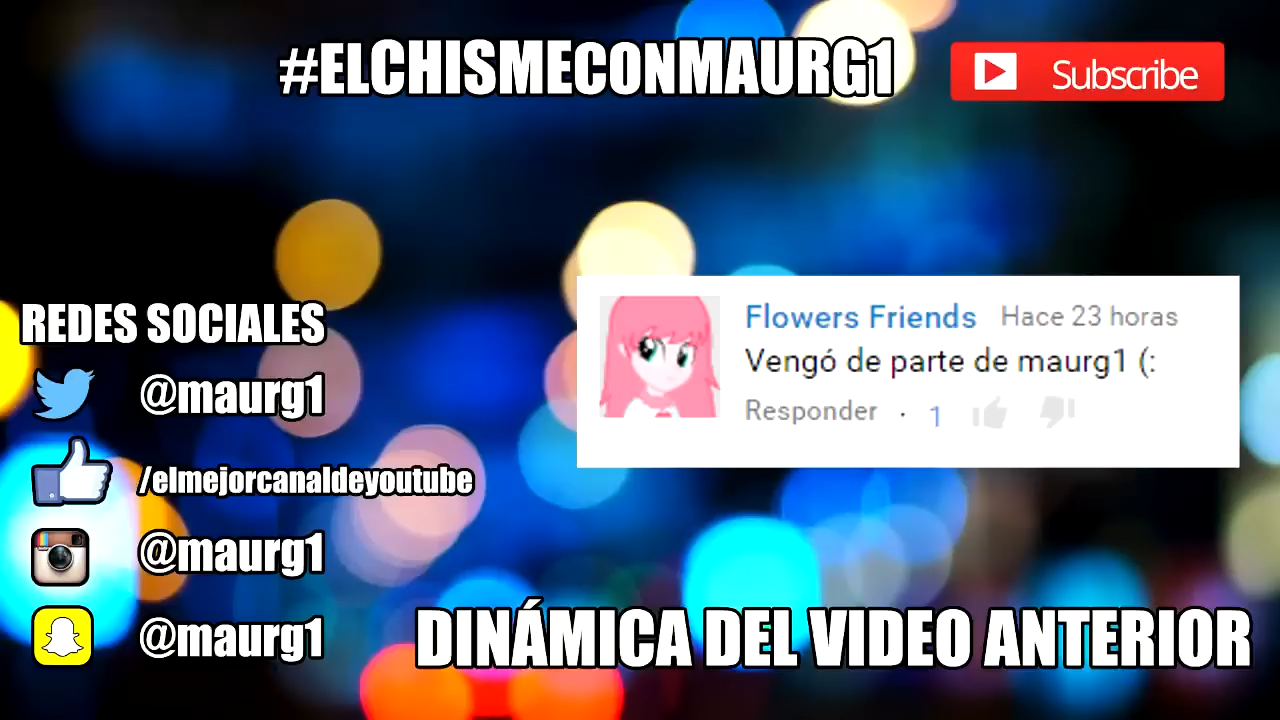 #ELCHISMECONMAURG1
Subscribe
REDES SOCIALES
@maurg1
/elmejorcanaldeyoutube
@maurg1
@maurg1
Flowers Friends Hace 23 horas
Vengó de parte de maurg1 (:
Responder · 1
DINÁMICA DEL VIDEO ANTERIOR